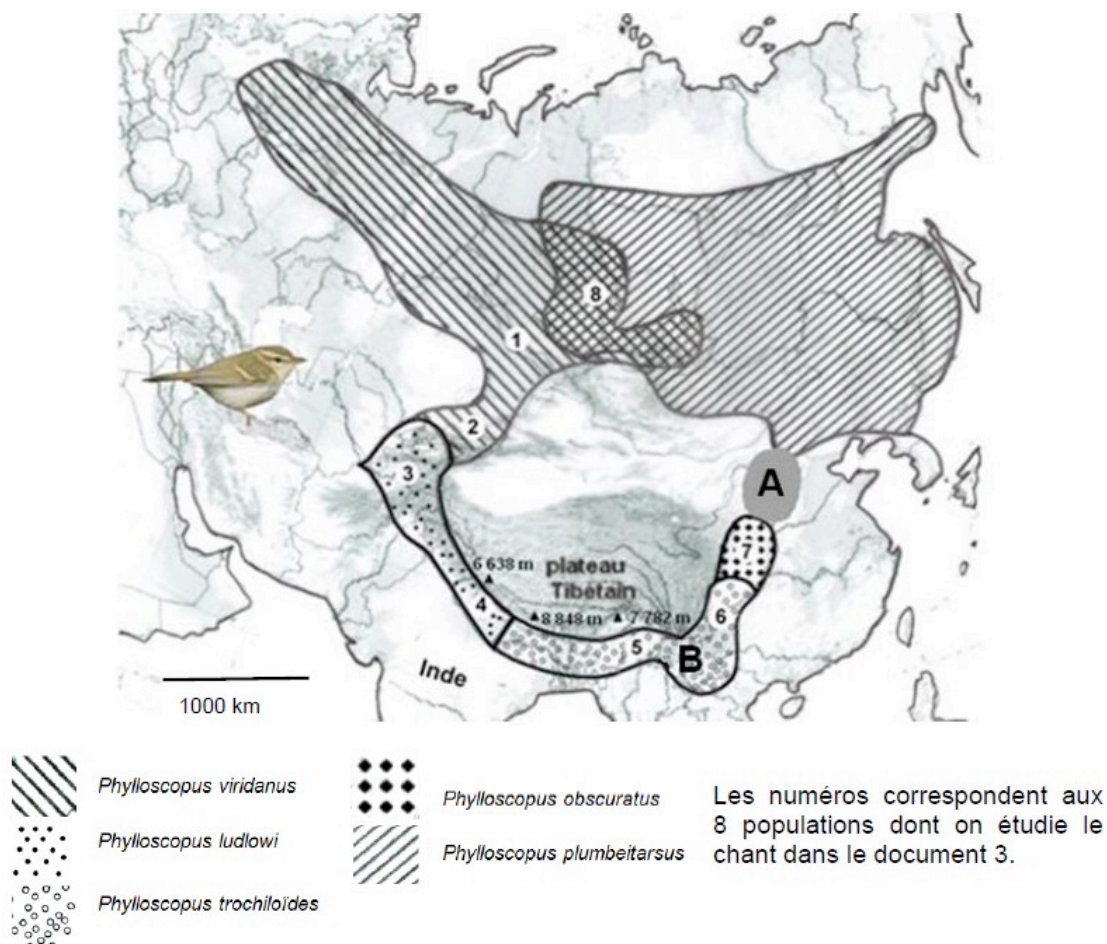 8
1
2
3
A
7
6 638 m plateau
Tibétain
4
8 848 m 7 782 m
6
5
B
Inde
1000 km
Phylloscopus viridanus
Phylloscopus ludlowi
Phylloscopus trochiloïdes
Phylloscopus obscuratus
Phylloscopus plumbeitarsus
Les numéros correspondent aux
8 populations dont on étudie le
chant dans le document 3.